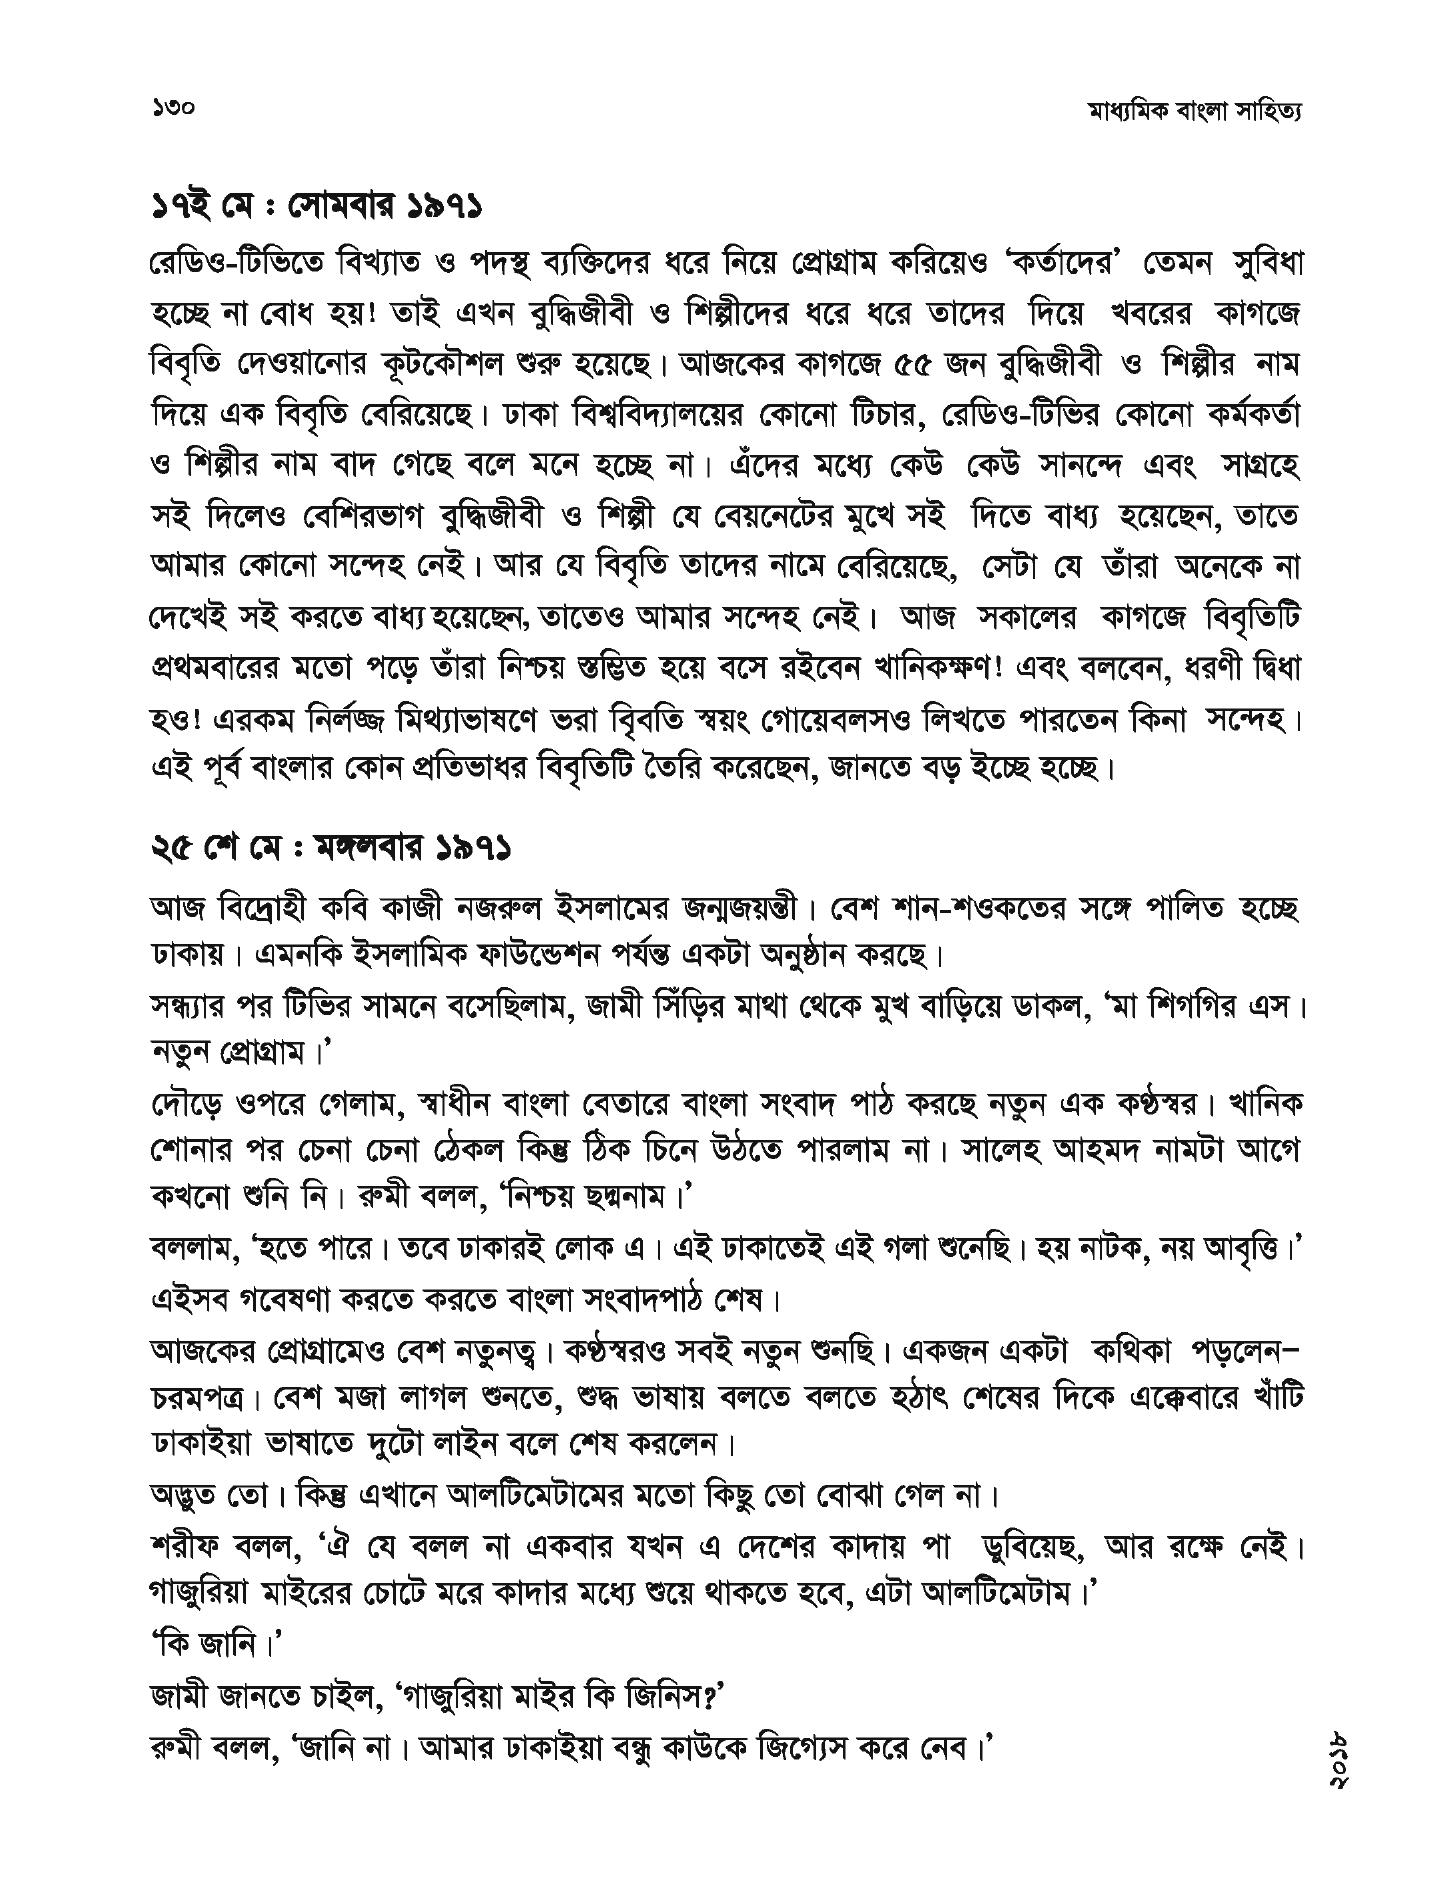 ১৩০
মাধ্যমিক বাংলা সাহিত্য
১৭ই মে : সোমবার ১৯৭১
রেডিও-টিভিতে বিখ্যাত ও পদস্থ ব্যক্তিদের ধরে নিয়ে প্রোগ্রাম করিয়েও ‘কর্তাদের’ তেমন সুবিধা
হচ্ছে না বোধ হয়! তাই এখন বুদ্ধিজীবী ও শিল্পীদের ধরে ধরে তাদের দিয়ে খবরের কাগজে
বিবৃতি দেওয়ানোর কূটকৌশল শুরু হয়েছে। আজকের কাগজে ৫৫ জন বুদ্ধিজীবী ও শিল্পীর নাম
দিয়ে এক বিবৃতি বেরিয়েছে। ঢাকা বিশ্ববিদ্যালয়ের কোনো টিচার, রেডিও-টিভির কোনো কর্মকর্তা
ও শিল্পীর নাম বাদ গেছে বলে মনে হচ্ছে না। এঁদের মধ্যে কেউ কেউ সানন্দে এবং সাগ্রহে
সই দিলেও বেশিরভাগ বুদ্ধিজীবী ও শিল্পী যে বেয়নেটের মুখে সই দিতে বাধ্য হয়েছেন, তাতে
আমার কোনো সন্দেহ নেই। আর যে বিবৃতি তাদের নামে বেরিয়েছে, সেটা যে তাঁরা অনেকে না
দেখেই সই করতে বাধ্য হয়েছেন, তাতেও আমার সন্দেহ নেই। আজ সকালের কাগজে বিবৃতিটি
প্রথমবারের মতো পড়ে তাঁরা নিশ্চয় স্তম্ভিত হয়ে বসে রইবেন খানিকক্ষণ! এবং বলবেন, ধরণী দ্বিধা
হও! এরকম নির্লজ্জ মিথ্যাভাষণে ভরা বিৃবতি স্বয়ং গোয়েবলসও লিখতে পারতেন কিনা সন্দেহ।
এই পূর্ব বাংলার কোন প্রতিভাধর বিবৃতিটি তৈরি করেছেন, জানতে বড় ইচ্ছে হচ্ছে।
২৫ শে মে : মঙ্গলবার ১৯৭১
আজ বিদ্রোহী কবি কাজী নজরুল ইসলামের জন্মজয়ন্তী। বেশ শান-শওকতের সঙ্গে পালিত হচ্ছে
ঢাকায়। এমনকি ইসলামিক ফাউন্ডেশন পর্যন্ত একটা অনুষ্ঠান করছে।
সন্ধ্যার পর টিভির সামনে বসেছিলাম, জামী সিঁড়ির মাথা থেকে মুখ বাড়িয়ে ডাকল, ‘মা শিগগির এস।
নতুন প্রোগ্রাম।’
দৌড়ে ওপরে গেলাম, স্বাধীন বাংলা বেতারে বাংলা সংবাদ পাঠ করছে নতুন এক কণ্ঠস্বর। খানিক
শোনার পর চেনা চেনা ঠেকল কিন্তু ঠিক চিনে উঠতে পারলাম না। সালেহ আহমদ নামটা আগে
কখনো শুনি নি। রুমী বলল, ‘নিশ্চয় ছদ্মনাম।’
বললাম, ‘হতে পারে। তবে ঢাকারই লোক এ। এই ঢাকাতেই এই গলা শুনেছি। হয় নাটক, নয় আবৃত্তি।’
এইসব গবেষণা করতে করতে বাংলা সংবাদপাঠ শেষ।
আজকের প্রোগ্রামেও বেশ নতুনত্ব। কণ্ঠস্বরও সবই নতুন শুনছি। একজন একটা কথিকা পড়লেন–
চরমপত্র। বেশ মজা লাগল শুনতে, শুদ্ধ ভাষায় বলতে বলতে হঠাৎ শেষের দিকে এক্কেবারে খাঁটি
ঢাকাইয়া ভাষাতে দুটো লাইন বলে শেষ করলেন।
অদ্ভুত তো। কিন্তু এখানে আলটিমেটামের মতো কিছু তো বোঝা গেল না।
শরীফ বলল, ‘ঐ যে বলল না একবার যখন এ দেশের কাদায় পা ডুবিয়েছ, আর রক্ষে নেই।
গাজুরিয়া মাইরের চোটে মরে কাদার মধ্যে শুয়ে থাকতে হবে, এটা আলটিমেটাম।’
‘কি জানি।’
জামী জানতে চাইল, ‘গাজুরিয়া মাইর কি জিনিস?’
রুমী বলল, ‘জানি না। আমার ঢাকাইয়া বন্ধু কাউকে জিগ্যেস করে নেব।’
২০১৮